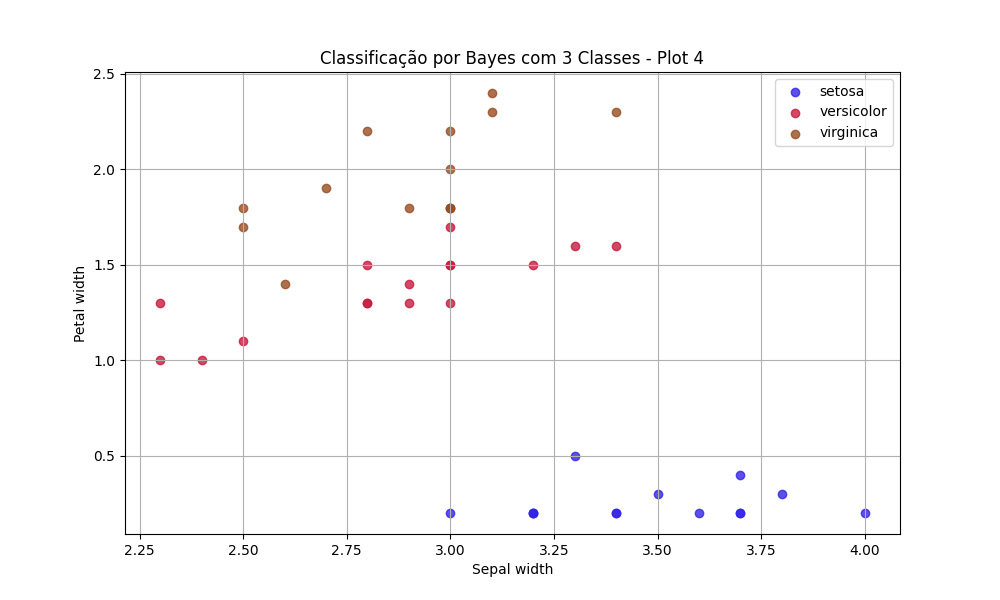 Classificação por Bayes com 3 Classes - Plot 4
setosa
versicolor
virginica
Petal width
2.5
2.0
1.5
1.0
0.5
2.25 2.50 2.75 3.00 3.25 3.50 3.75 4.00
Sepal width